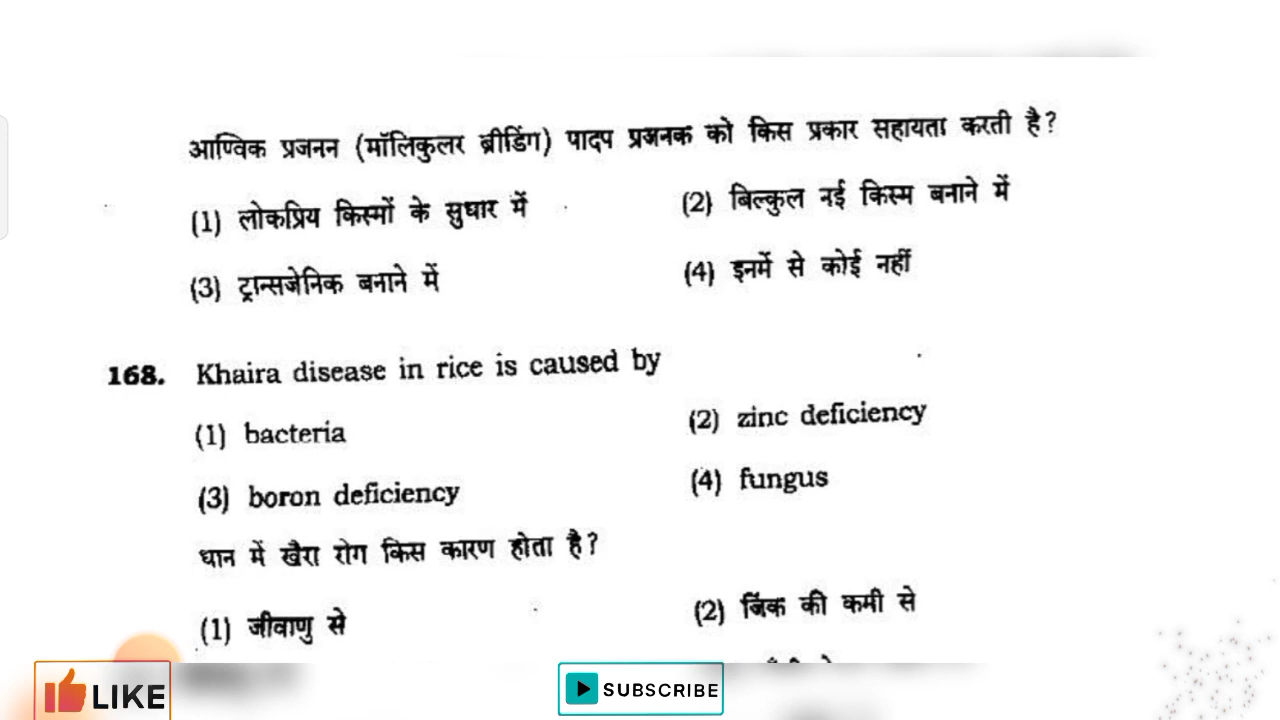 आण्विक प्रजनन (मॉलिकुलर ब्रीडिंग) पादप प्रजनक को किस प्रकार सहायता करती है?
(1) लोकप्रिय किस्मों के सुधार में (2) बिल्कुल नई किस्म बनाने में
(3) ट्रान्सजेनिक बनाने में (4) इनमें से कोई नहीं
168. Khaira disease in rice is caused by
(1) bacteria (2) zinc deficiency
(3) boron deficiency (4) fungus
धान में खैरा रोग किस कारण होता है?
(1) जीवाणु से (2) जिंक की कमी से
LIKE SUBSCRIBE